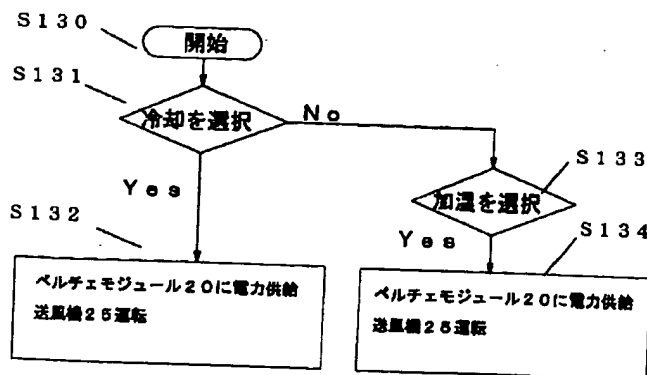 S130
開始
S131
冷却を選択
No
Yes
S133
加温を選択
S132
Yes
S134
ペルチェモジュール20に電力供給
送風機25運転
ペルチェモジュール20に電力供給
送風機25運転